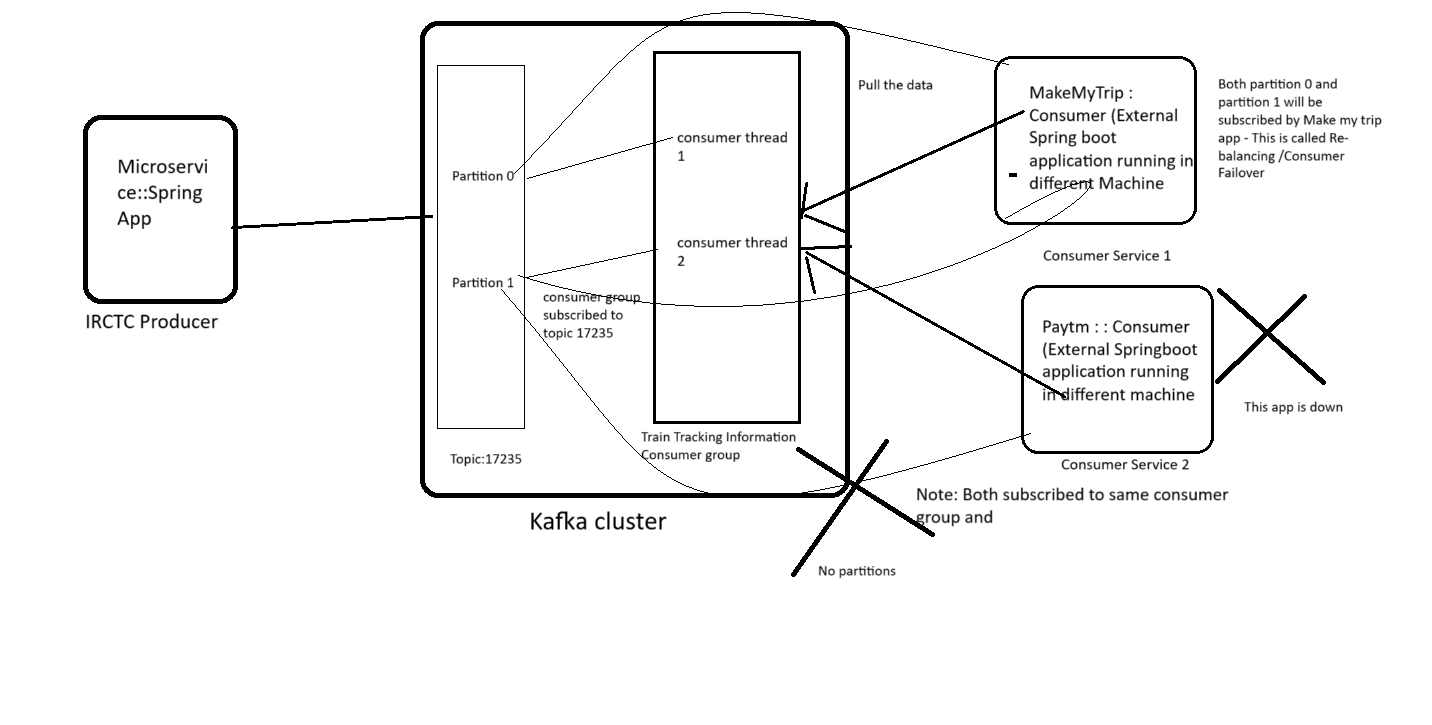 Microservi
ce::Spring
App
IRCTC Producer
Partition 0
Partition 1
Topic:17235
consumer group
subscribed to
topic 17235
consumer thread
1
consumer thread
2
Train Tracking Information
Consumer group
Kafka cluster
Pull the data
MakeMyTrip :
Consumer (External
Spring boot
application running in
different Machine
Consumer Service 1
Both partition 0 and
partition 1 will be
subscribed by Make my trip
app - This is called Re-
balancing /Consumer
Failover
Paytm : : Consumer
(External Springboot
application running
in different machine
Consumer Service 2
This app is down
Note: Both subscribed to same consumer
group and
No partitions